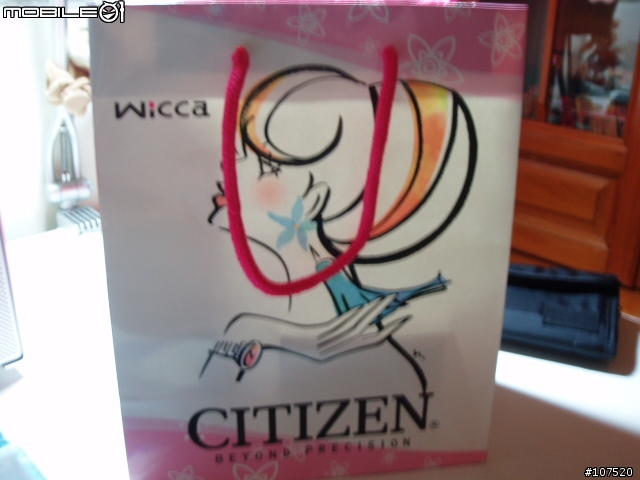 MOBILE01
wicca
CITIZEN®
BEYOND PRECISION
#107520